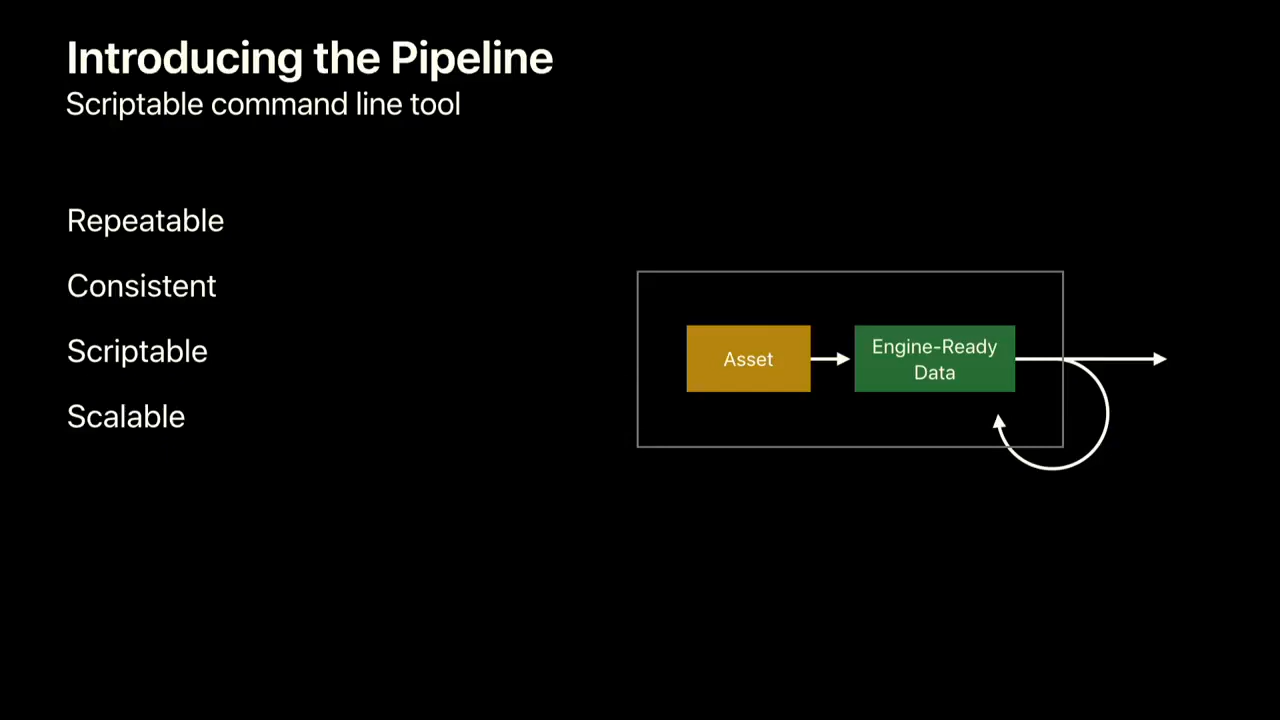 Introducing the Pipeline
Scriptable command line tool
Repeatable
Consistent
Scriptable
Scalable
Asset
Engine-Ready
Data